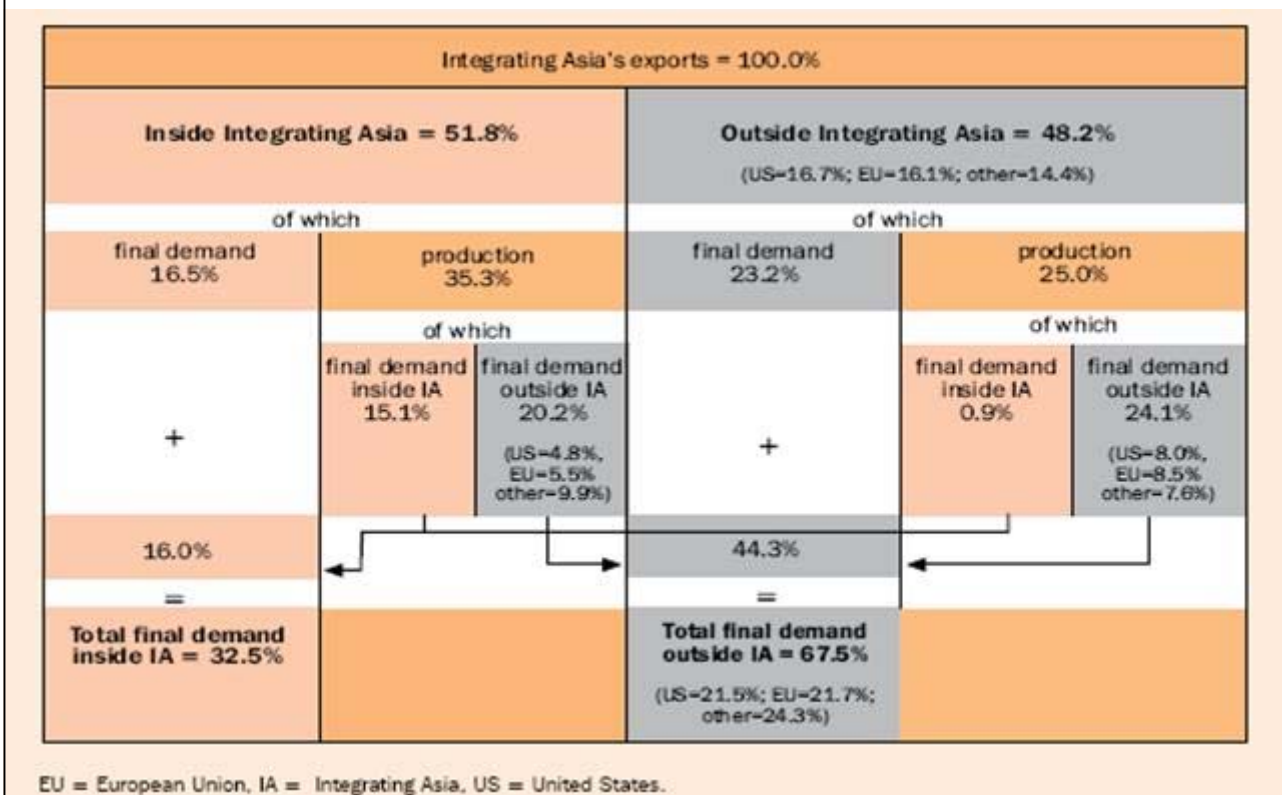 Integrating Asia's exports = 100.0%
Inside Integrating Asia = 51.8%
Outside Integrating Asia = 48.2%
(US=16.7%; EU=16.1%; other=14.4%)
of which
of which
final demand
16.5%
production
35.3%
final demand
23.2%
production
25.0%
of which
of which
final demand
inside IA
15.1%
final demand
outside IA
20.2%
(US=4.8%,
EU=5.5%
other=9.9%)
final demand
inside IA
0.9%
final demand
outside IA
24.1%
(US=8.0%,
EU=8.5%
other=7.6%)
+
+
16.0%
44.3%
=
=
Total final demand
inside IA = 32.5%
Total final demand
outside IA = 67.5%
(US=21.5%; EU=21.7%;
other=24.3%)
EU = European Union, IA = Integrating Asia, US = United States.